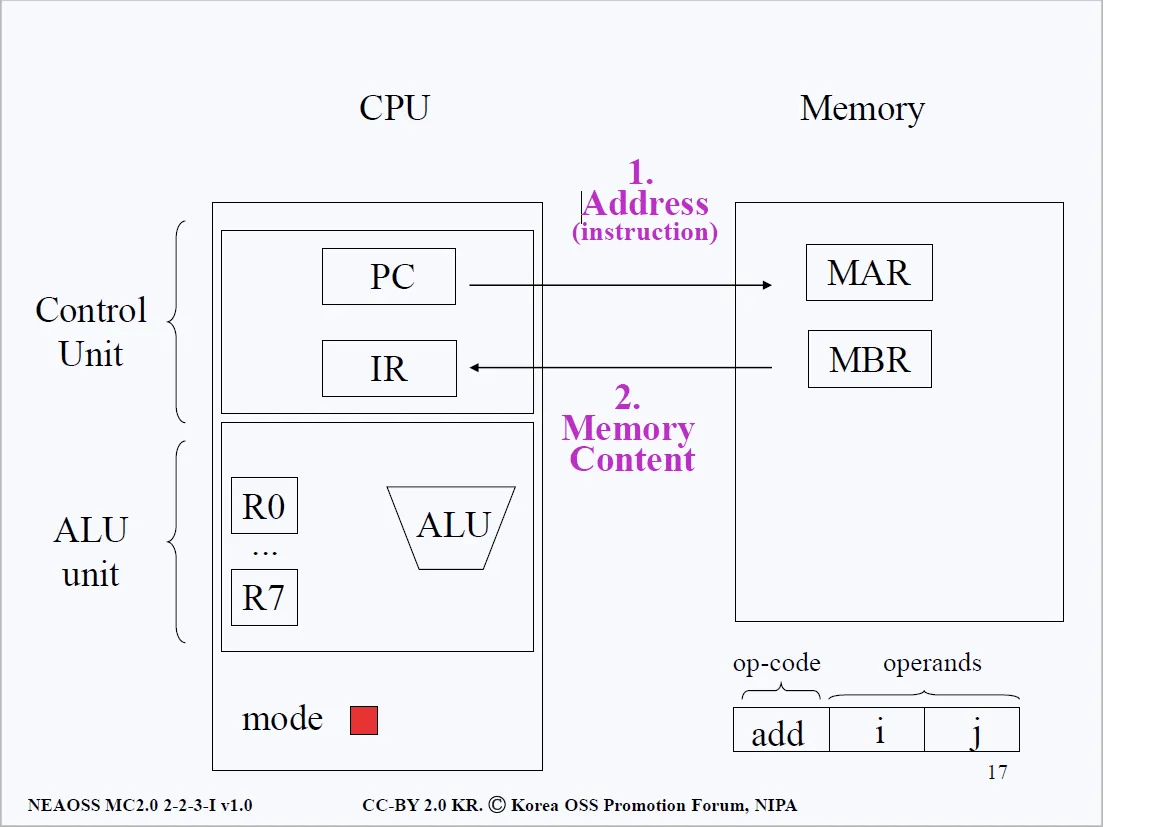 CPU
Memory
1.
Address
(instruction)
PC
MAR
Control
Unit
IR
MBR
2.
Memory
Content
R0
ALU
ALU
unit
...
R7
op-code
operands
mode
add
i
j
17
NEAOSS MC2.0 2-2-3-I v1.0
CC-BY 2.0 KR. Ⓒ Korea OSS Promotion Forum, NIPA